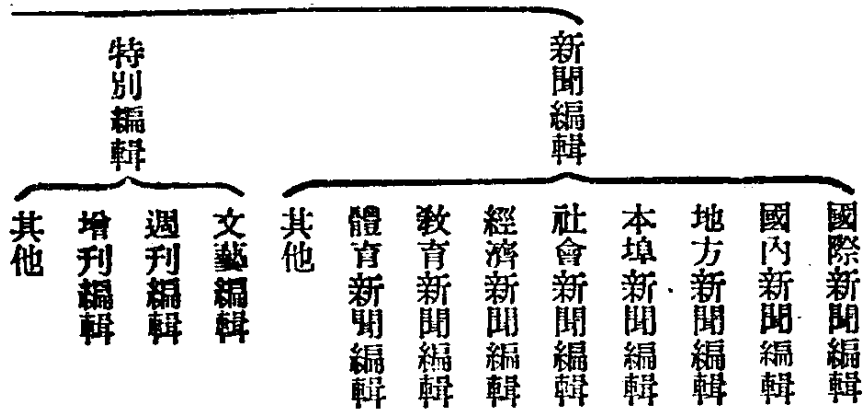 新聞編輯
國際新聞編輯
國內新聞編輯
地方新聞編輯
本埠新聞編輯
社會新聞編輯
經濟新聞編輯
教育新聞編輯
體育新聞編輯
其他
特別編輯
文藝編輯
週刊編輯
增刊編輯
其他